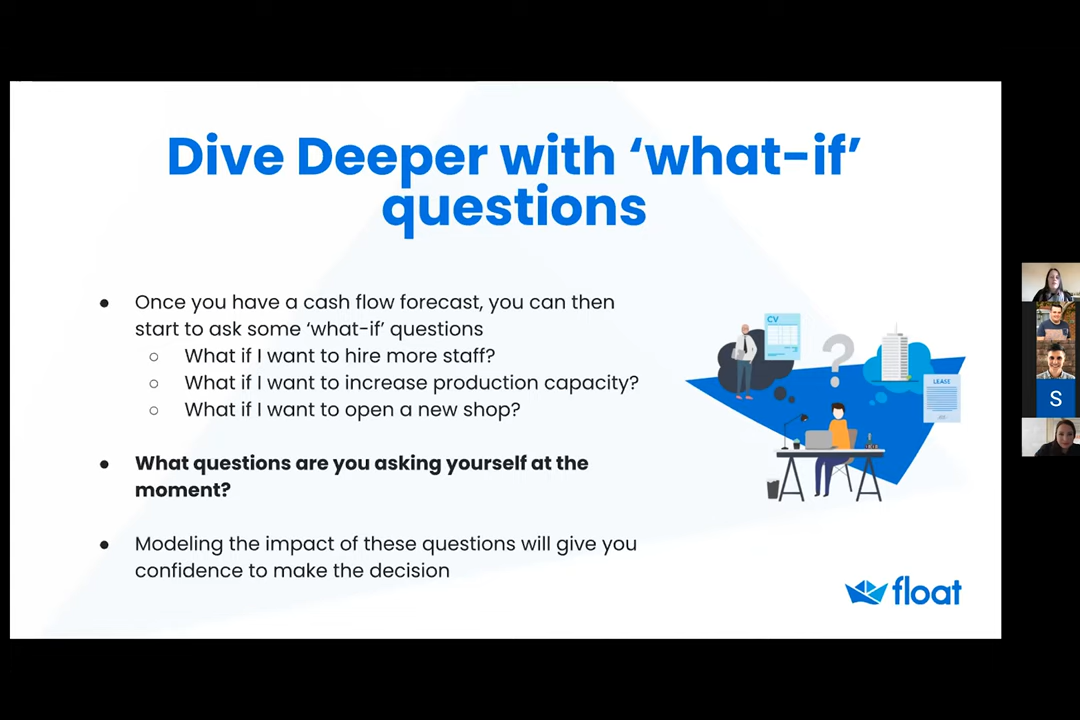 Dive Deeper with ‘what-if’
questions
● Once you have a cash flow forecast, you can then
start to ask some ‘what-if’ questions
○ What if I want to hire more staff?
○ What if I want to increase production capacity?
○ What if I want to open a new shop?
● What questions are you asking yourself at the
moment?
● Modeling the impact of these questions will give you
confidence to make the decision
CV
LEASE
float
S